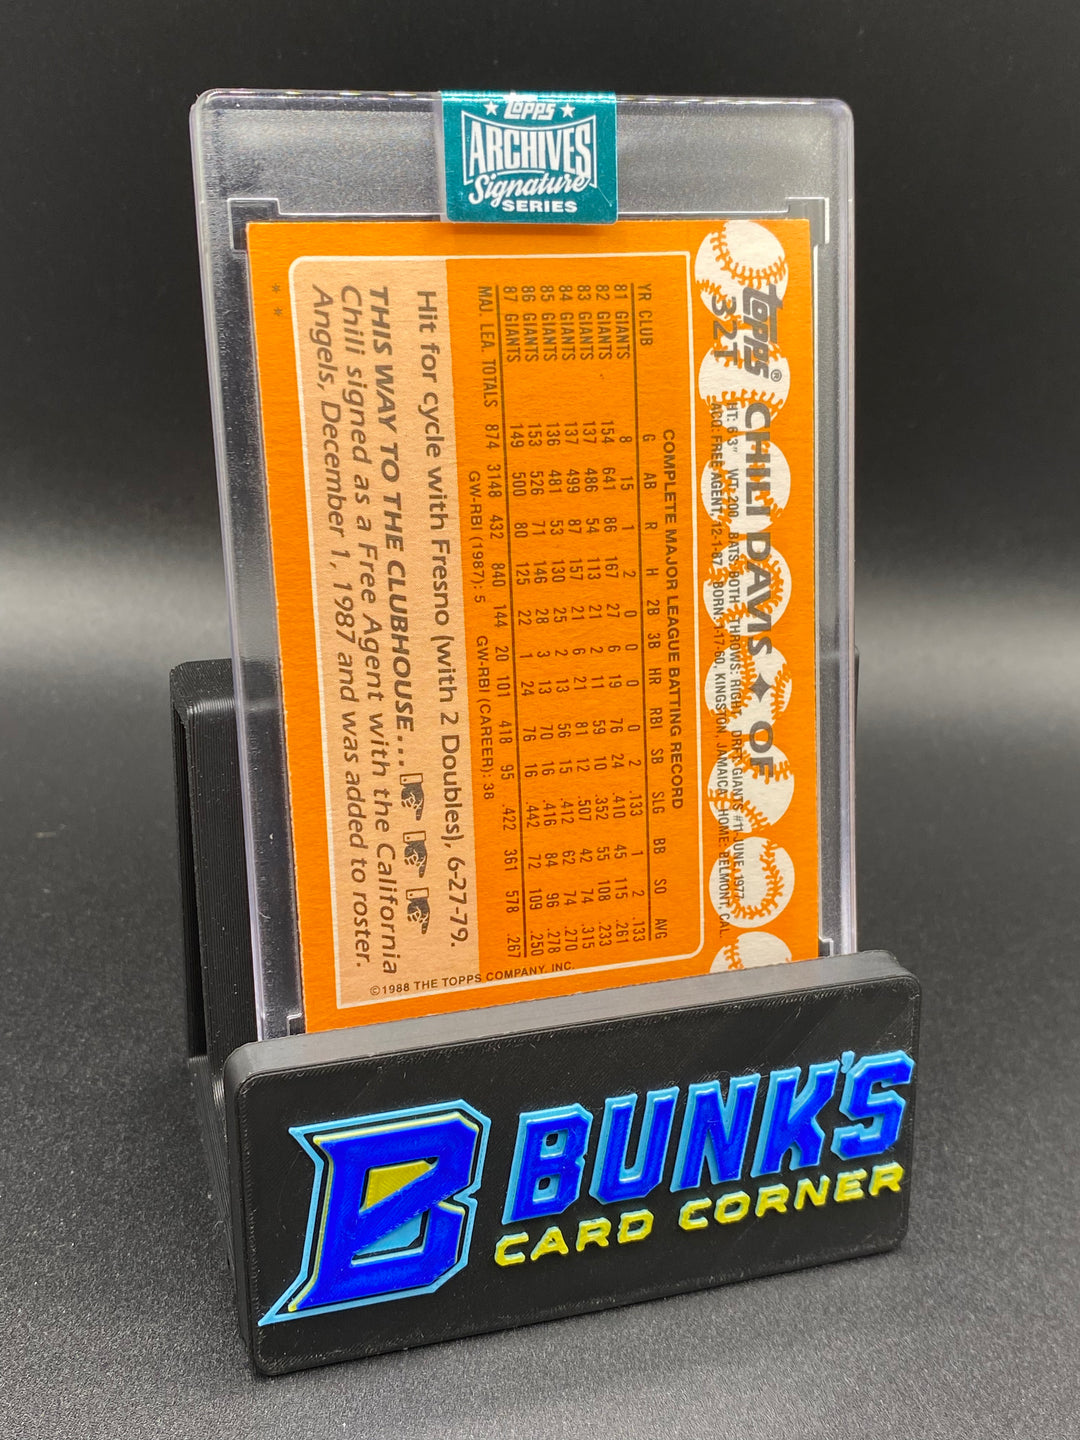 TOPPS
ARCHIVES
Signature
SERIES
Topps®
32T
CHILI DAVIS ✦ OF
HT: 6'3" WT: 200 BATS: BOTH THROWS: RIGHT DRFT: GIANTS #11-JUNE, 1977
ACQ: FREE AGENT, 12-1-87 BORN: 1-17-60, KINGSTON, JAMAICA HOME: BELMONT, CAL.
COMPLETE MAJOR LEAGUE BATTING RECORD
YR CLUB G AB R H 2B 3B HR RBI SB SLG BB SO AVG
81 GIANTS 8 15 1 2 0 0 0 0 2 .133 1 2 .133
82 GIANTS 154 641 86 167 27 6 19 76 24 .410 45 115 .261
83 GIANTS 137 486 54 113 21 2 11 59 10 .352 55 108 .233
84 GIANTS 137 499 87 157 21 6 21 81 12 .507 42 74 .315
85 GIANTS 136 481 53 130 25 2 13 56 15 .412 62 74 .270
86 GIANTS 153 526 71 146 28 3 13 70 16 .416 84 96 .278
87 GIANTS 149 500 80 125 22 1 24 76 16 .442 72 109 .250
MAJ. LEA. TOTALS 874 3148 432 840 144 20 101 418 95 .422 361 578 .267
GW-RBI (1987): 5 GW-RBI (CAREER): 38
Hit for cycle with Fresno (with 2 Doubles), 6-27-79.
THIS WAY TO THE CLUBHOUSE...
Chili signed as a Free Agent with the California
Angels, December 1, 1987 and was added to roster.
©1988 THE TOPPS COMPANY, INC.
* *
B BUNK'S
CARD CORNER